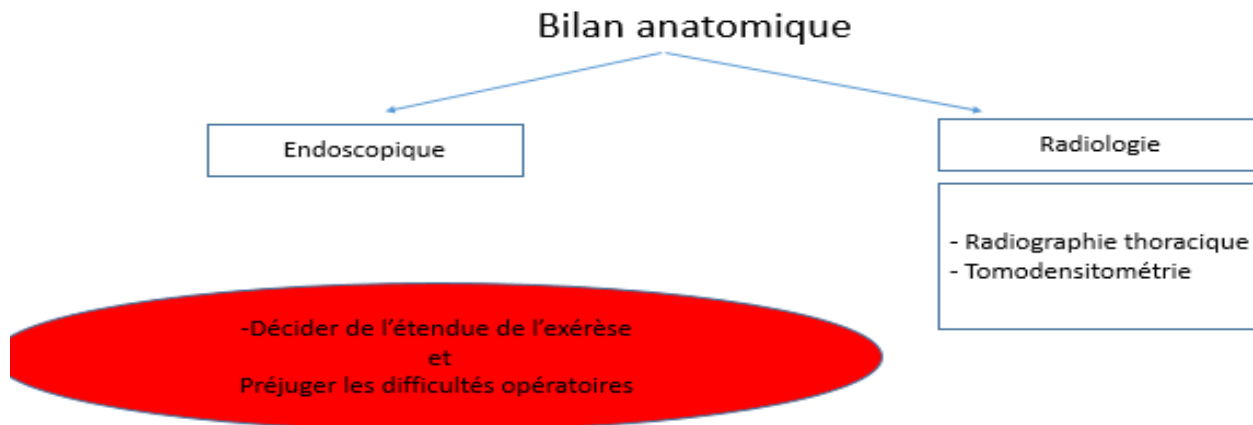 Bilan anatomique
Endoscopique
Radiologie
- Radiographie thoracique
- Tomodensitométrie
-Décider de l’étendue de l’exérèse
et
Préjuger les difficultés opératoires